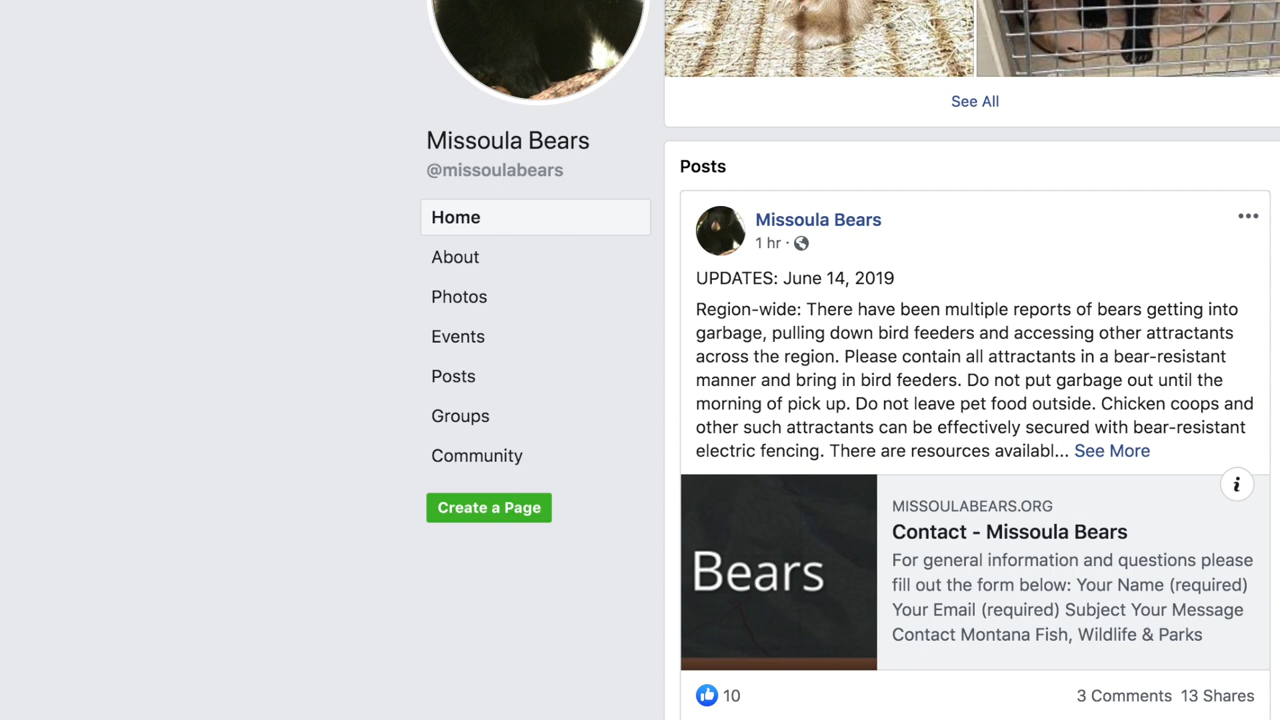 Missoula Bears
@missoulabears
Home
About
Photos
Events
Posts
Groups
Community
Create a Page
See All
Posts
Missoula Bears
1 hr ·
UPDATES: June 14, 2019
Region-wide: There have been multiple reports of bears getting into
garbage, pulling down bird feeders and accessing other attractants
across the region. Please contain all attractants in a bear-resistant
manner and bring in bird feeders. Do not put garbage out until the
morning of pick up. Do not leave pet food outside. Chicken coops and
other such attractants can be effectively secured with bear-resistant
electric fencing. There are resources availabl... See More
Bears
i
MISSOULABEARS.ORG
Contact - Missoula Bears
For general information and questions please
fill out the form below: Your Name (required)
Your Email (required) Subject Your Message
Contact Montana Fish, Wildlife & Parks
10
3 Comments 13 Shares